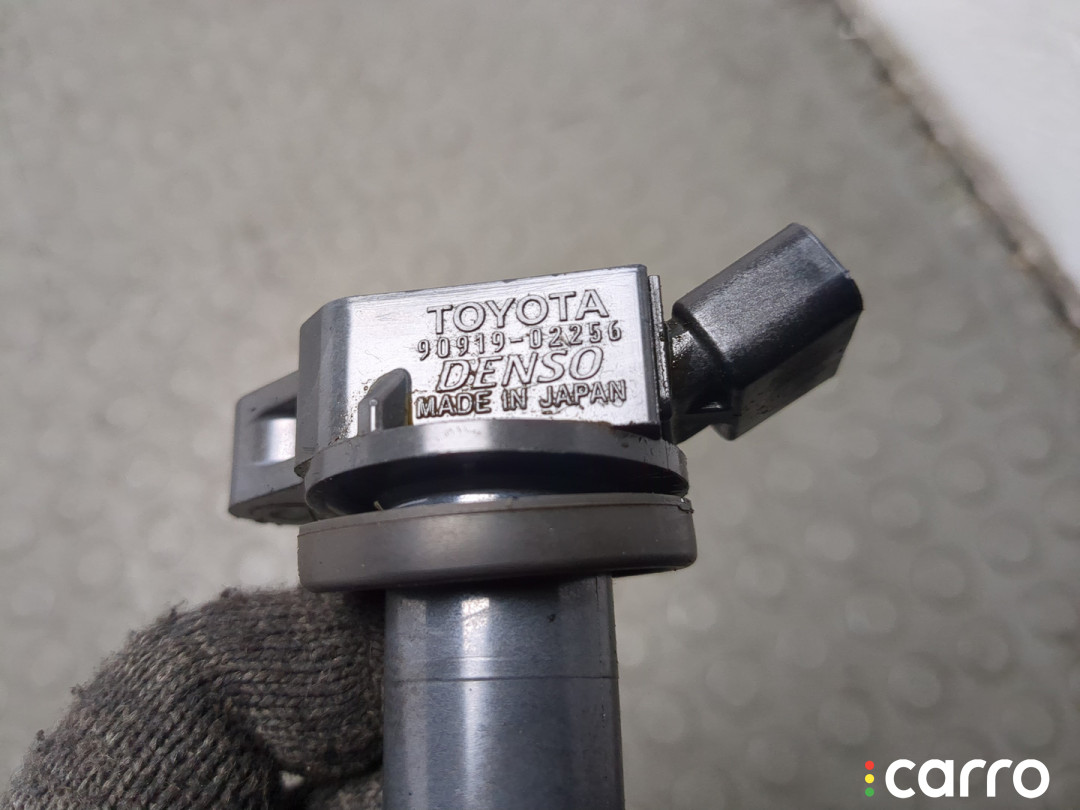 TOYOTA
90919-02256
DENSO
MADE IN JAPAN
carro